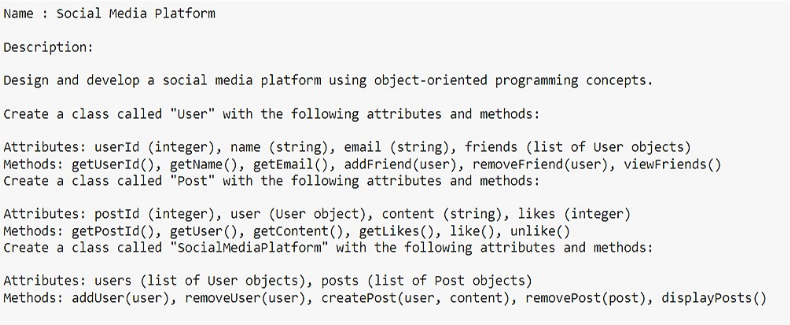 Name : Social Media Platform
Description:
Design and develop a social media platform using object-oriented programming concepts.
Create a class called "User" with the following attributes and methods:
Attributes: userId (integer), name (string), email (string), friends (list of User objects)
Methods: getUserId(), getName(), getEmail(), addFriend(user), removeFriend(user), viewFriends()
Create a class called "Post" with the following attributes and methods:
Attributes: postId (integer), user (User object), content (string), likes (integer)
Methods: getPostId(), getUser(), getContent(), getLikes(), like(), unlike()
Create a class called "SocialMediaPlatform" with the following attributes and methods:
Attributes: users (list of User objects), posts (list of Post objects)
Methods: addUser(user), removeUser(user), createPost(user, content), removePost(post), displayPosts()